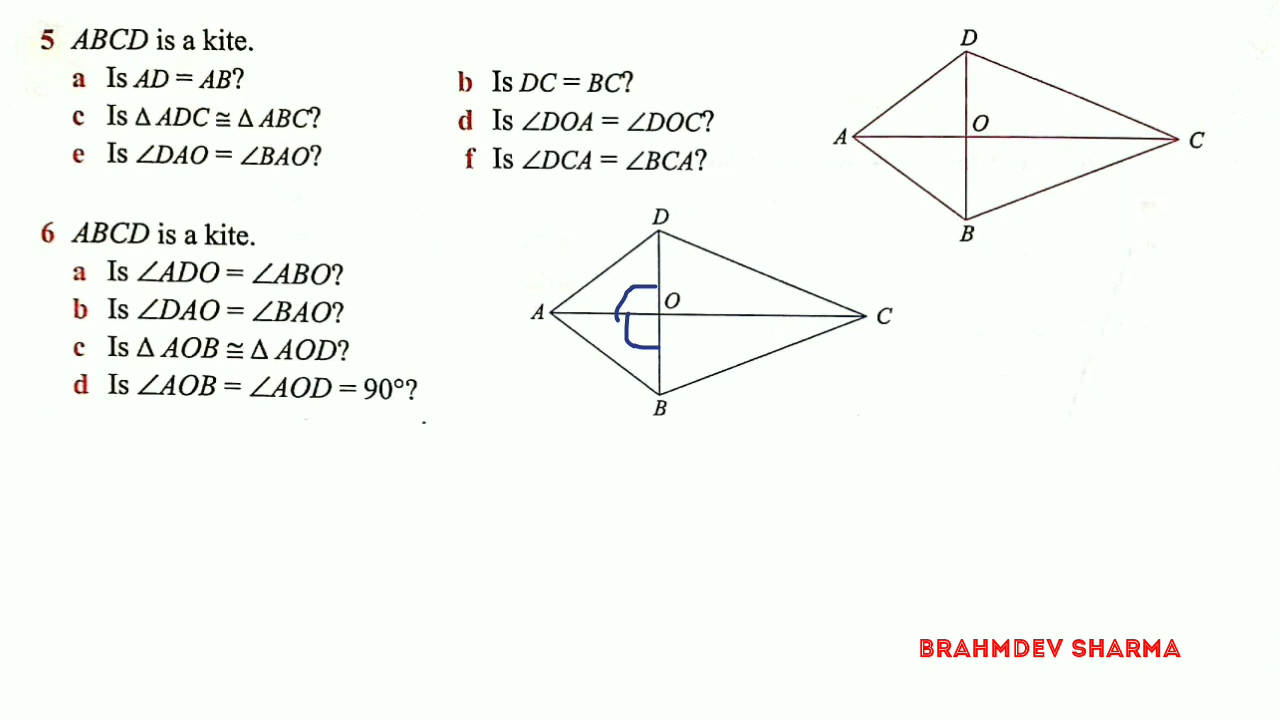 5 ABCD is a kite.
a Is AD = AB?
b Is DC = BC?
c Is Δ ADC ≅ Δ ABC?
d Is ∠DOA = ∠DOC?
e Is ∠DAO = ∠BAO?
f Is ∠DCA = ∠BCA?
D
A
O
C
B
6 ABCD is a kite.
a Is ∠ADO = ∠ABO?
b Is ∠DAO = ∠BAO?
c Is Δ AOB ≅ Δ AOD?
d Is ∠AOB = ∠AOD = 90°?
D
A
O
C
B
BRAHMDEV SHARMA